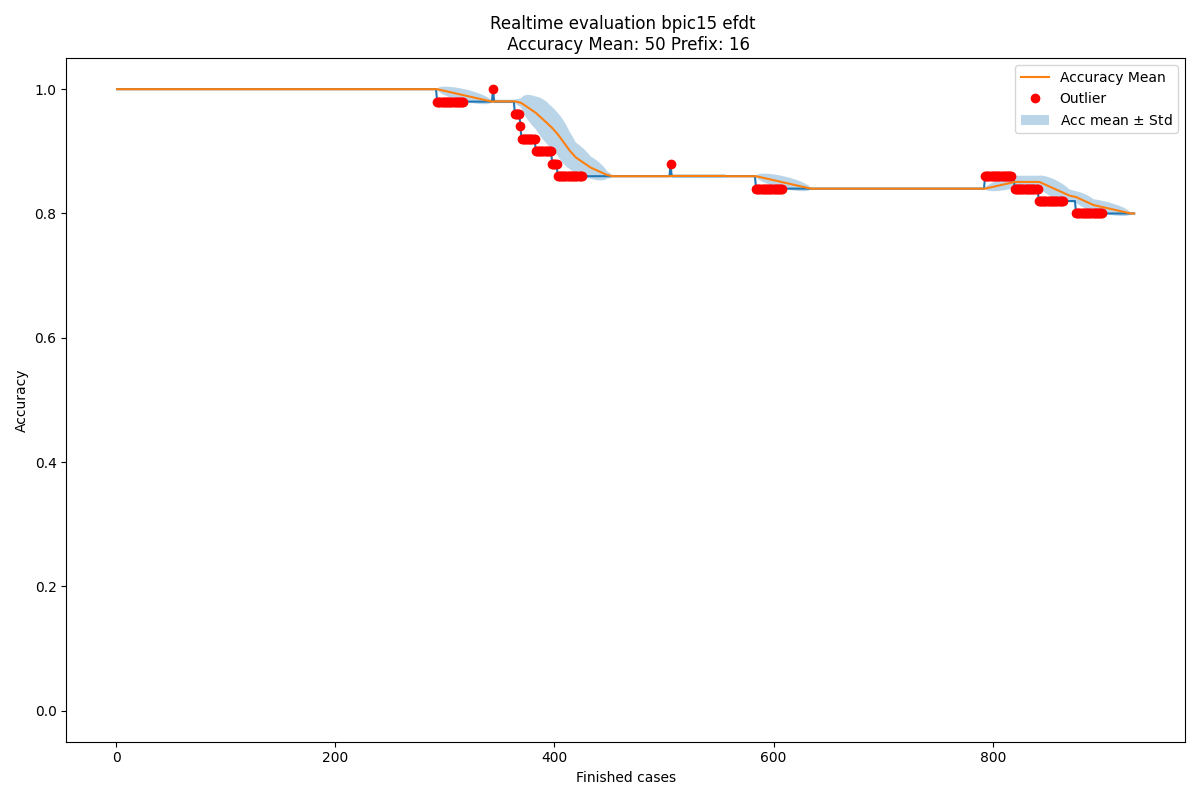 Realtime evaluation bpic15 efdt
Accuracy Mean: 50 Prefix: 16
Accuracy Mean
Outlier
Acc mean ± Std
1.0
0.8
0.6
0.4
0.2
0.0
Accuracy
0 200 400 600 800
Finished cases